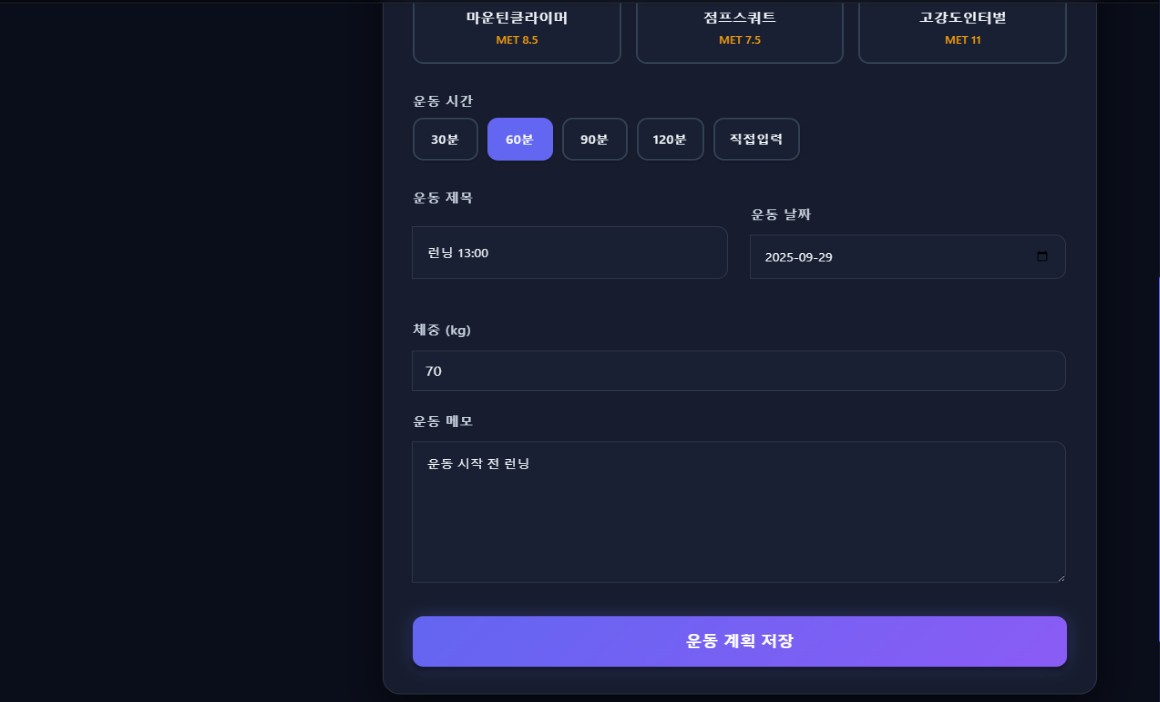 마운틴클라이머
MET 8.5
점프스쿼트
MET 7.5
고강도인터벌
MET 11
운동 시간
30분
60분
90분
120분
직접입력
운동 제목
운동 날짜
런닝 13:00
2025-09-29
체중 (kg)
70
운동 메모
운동 시작 전 런닝
운동 계획 저장